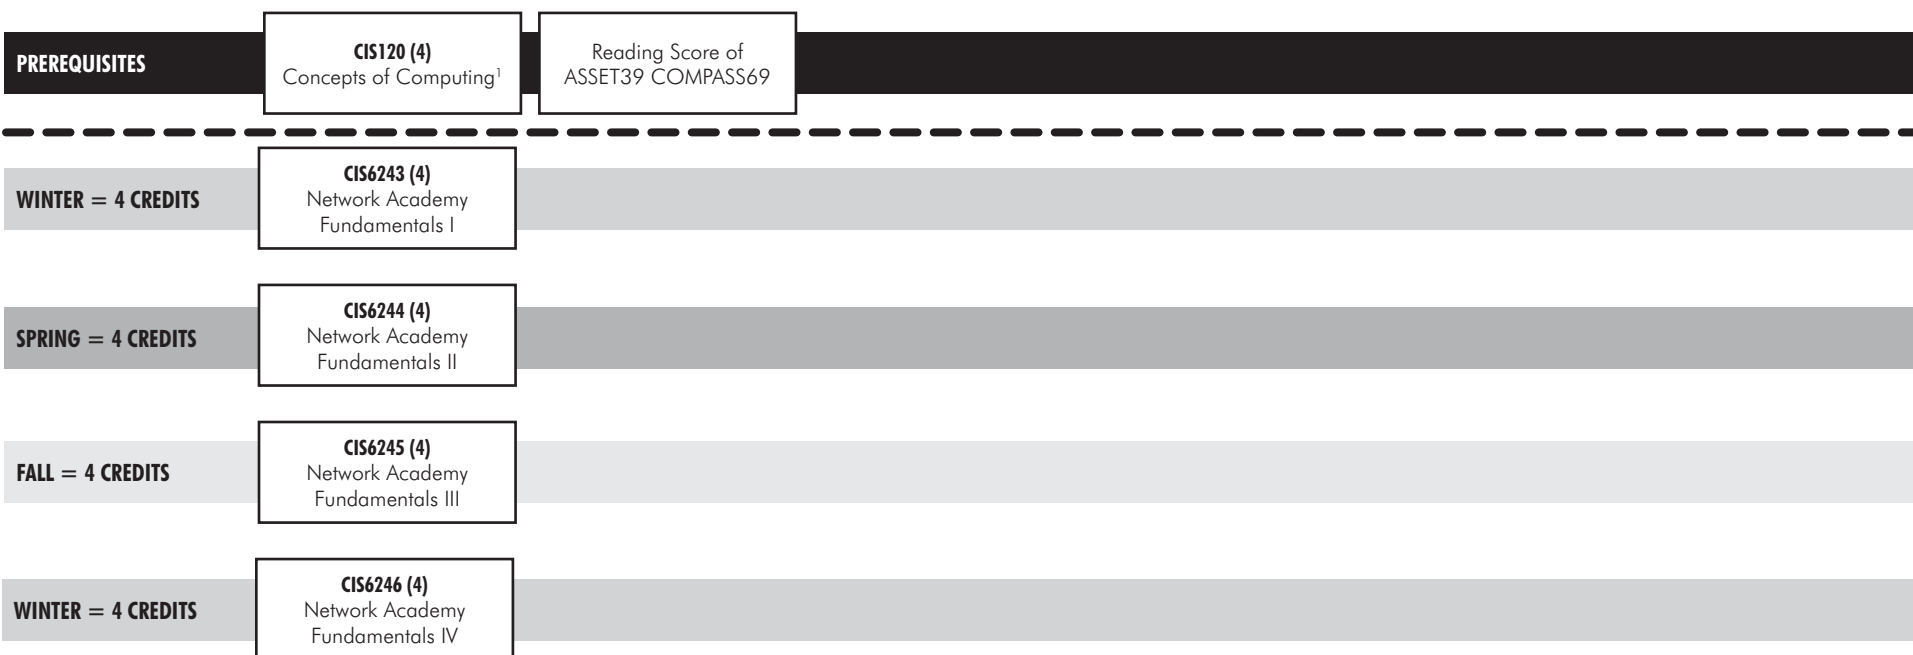 PREREQUISITES
CIS120 (4)
Concepts of Computing¹
Reading Score of
ASSET39 COMPASS69
WINTER = 4 CREDITS
CIS6243 (4)
Network Academy
Fundamentals I
SPRING = 4 CREDITS
CIS6244 (4)
Network Academy
Fundamentals II
FALL = 4 CREDITS
CIS6245 (4)
Network Academy
Fundamentals III
WINTER = 4 CREDITS
CIS6246 (4)
Network Academy
Fundamentals IV